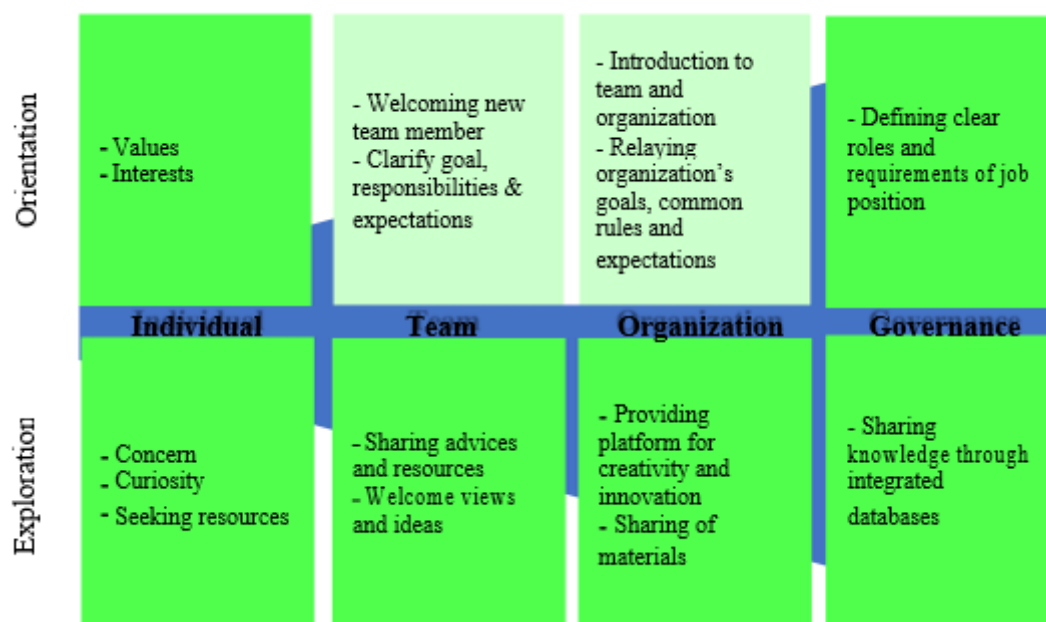 Orientation
- Values
- Interests
- Welcoming new
team member
- Clarify goal,
responsibilities &
expectations
- Introduction to
team and
organization
- Relaying
organization's
goals, common
rules and
expectations
- Defining clear
roles and
requirements of job
position
Individual
Team
Organization
Governance
Exploration
- Concern
- Curiosity
- Seeking resources
- Sharing advices
and resources
- Welcome views
and ideas
- Providing
platform for
creativity and
innovation
- Sharing of
materials
- Sharing
knowledge through
integrated
databases